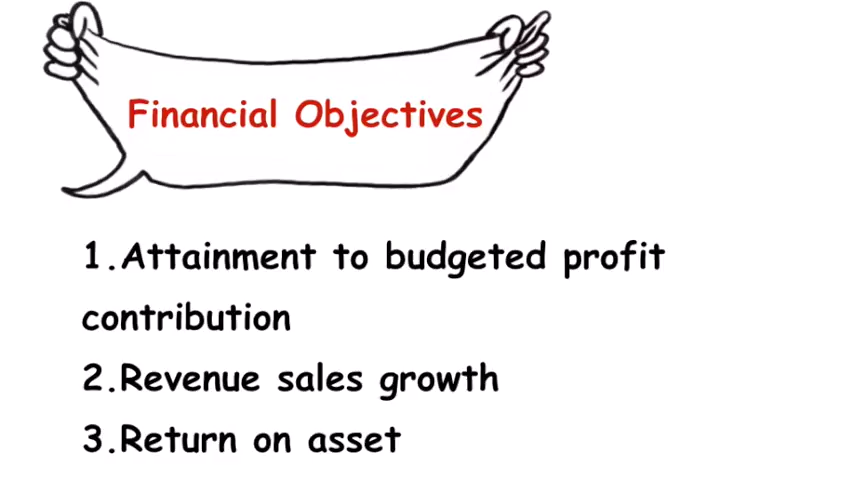 Financial Objectives
1.Attainment to budgeted profit
contribution
2.Revenue sales growth
3.Return on asset